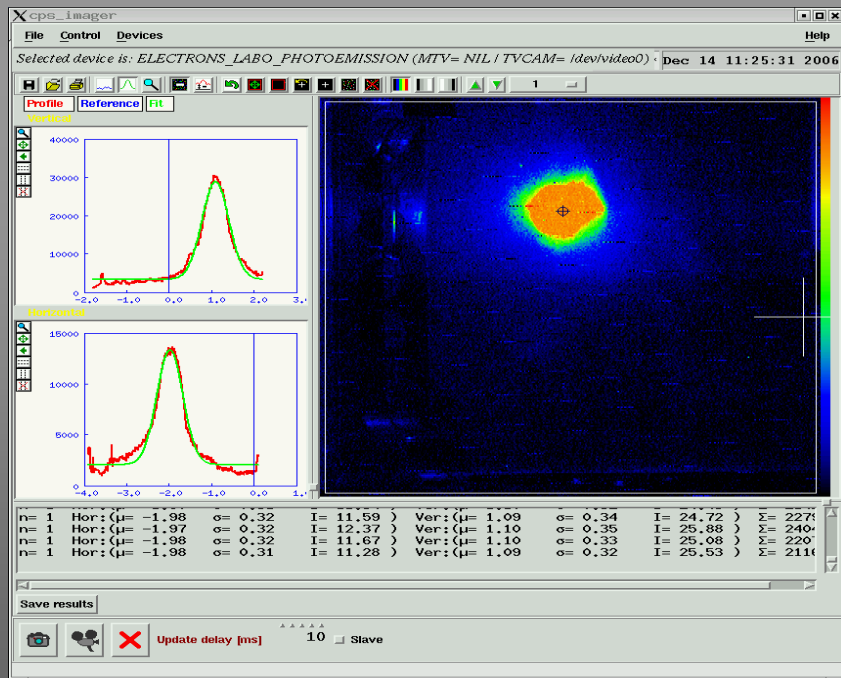 cps_imager
File Control Devices Help
Selected device is: ELECTRONS_LABO_PHOTOEMISSION (MTV= NIL / TVCAM= /dev/video0)
Dec 14 11:25:31 2006
1
Profile Reference Fit
40000
30000
20000
10000
0
-2.0 -1.0 0.0 1.0 2.0 3.
15000
10000
5000
0
-4.0 -3.0 -2.0 -1.0 0.0 1.
n= 1 Hor:(μ= -1.98 σ= 0.32 I= 11.59 ) Ver:(μ= 1.09 σ= 0.34 I= 24.72 ) Σ= 2279
n= 1 Hor:(μ= -1.97 σ= 0.32 I= 12.37 ) Ver:(μ= 1.10 σ= 0.35 I= 25.88 ) Σ= 2404
n= 1 Hor:(μ= -1.98 σ= 0.32 I= 11.67 ) Ver:(μ= 1.10 σ= 0.33 I= 25.08 ) Σ= 220
n= 1 Hor:(μ= -1.98 σ= 0.31 I= 11.28 ) Ver:(μ= 1.09 σ= 0.32 I= 25.53 ) Σ= 2116
Save results
Update delay [ms] 10 Slave